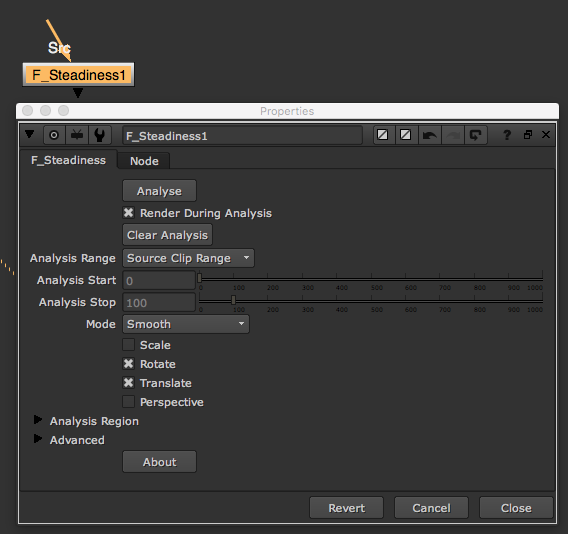 Src
F_Steadiness1
Properties
F_Steadiness1
?
F_Steadiness Node
Analyse
Render During Analysis
Clear Analysis
Analysis Range Source Clip Range
Analysis Start 0 0 100 200 300 400 500 600 700 800 900 1000
Analysis Stop 100 0 100 200 300 400 500 600 700 800 900 1000
Mode Smooth
Scale
Rotate
Translate
Perspective
Analysis Region
Advanced
About
Revert Cancel Close